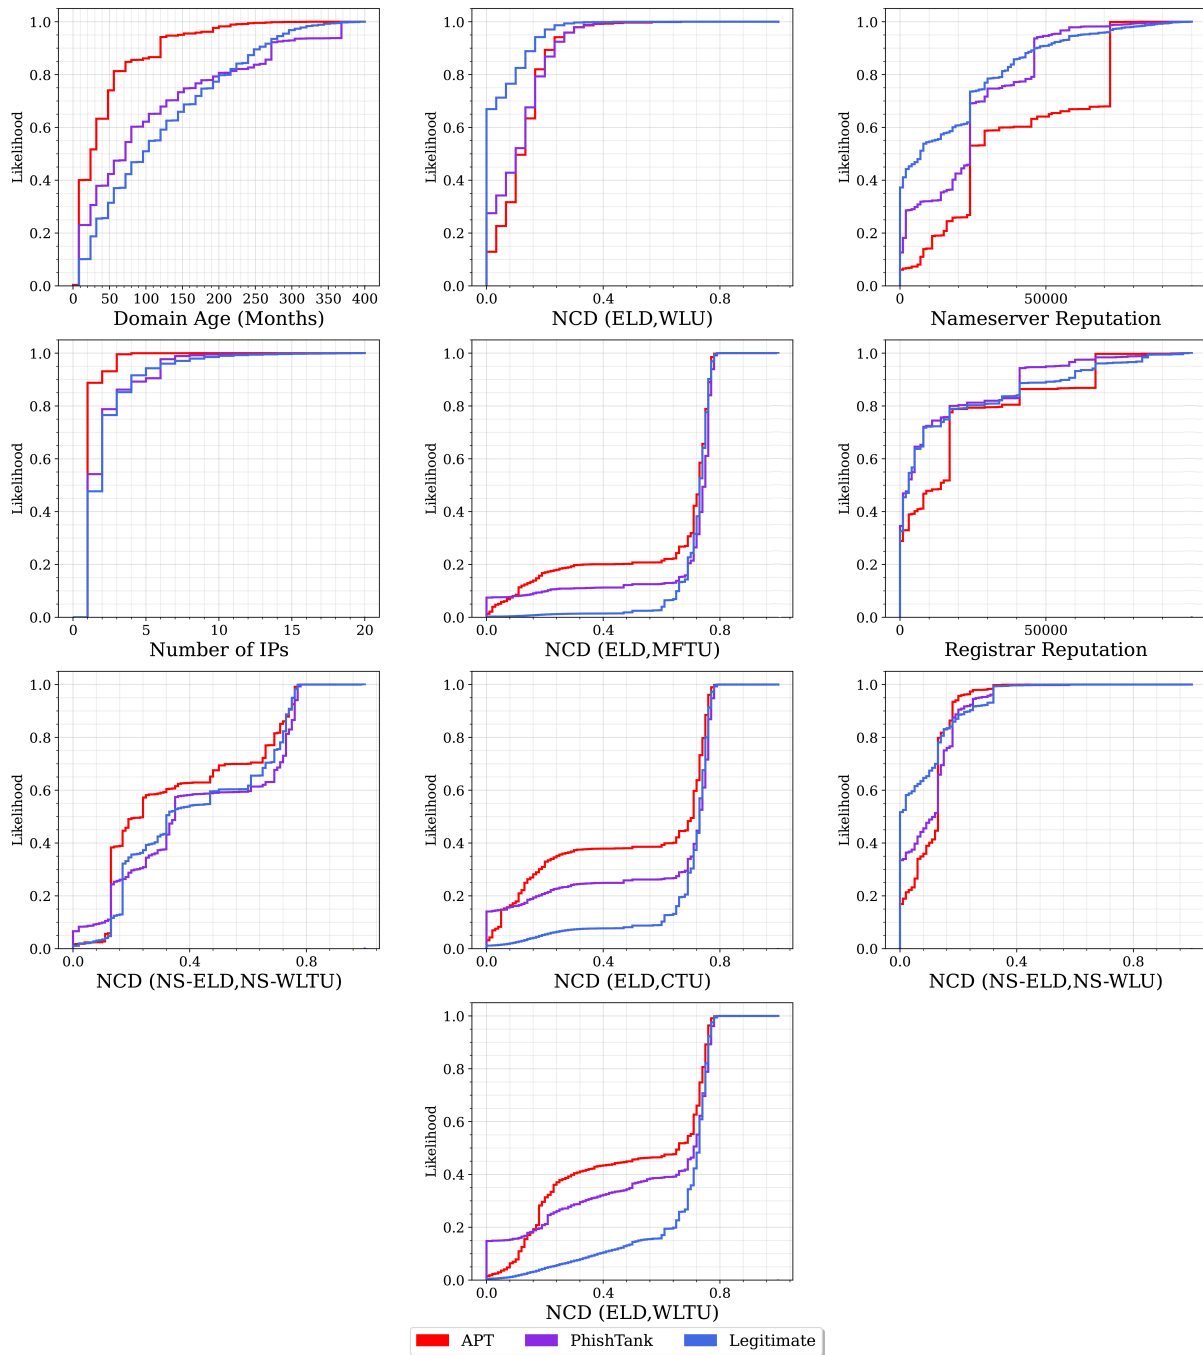 1.0
0.8
0.6
0.4
0.2
0.0
Likelihood
0 50 100 150 200 250 300 350 400
Domain Age (Months)
1.0
0.8
0.6
0.4
0.2
0.0
Likelihood
0.0 0.4 0.8
NCD (ELD,WLU)
1.0
0.8
0.6
0.4
0.2
0.0
Likelihood
0 50000
Nameserver Reputation
1.0
0.8
0.6
0.4
0.2
0.0
Likelihood
0 5 10 15 20
Number of IPs
1.0
0.8
0.6
0.4
0.2
0.0
Likelihood
0.0 0.4 0.8
NCD (ELD,MFTU)
1.0
0.8
0.6
0.4
0.2
0.0
Likelihood
0 50000
Registrar Reputation
1.0
0.8
0.6
0.4
0.2
0.0
Likelihood
0.0 0.4 0.8
NCD (NS-ELD,NS-WLTU)
1.0
0.8
0.6
0.4
0.2
0.0
Likelihood
0.0 0.4 0.8
NCD (ELD,CTU)
1.0
0.8
0.6
0.4
0.2
0.0
Likelihood
0.0 0.4 0.8
NCD (NS-ELD,NS-WLU)
1.0
0.8
0.6
0.4
0.2
0.0
Likelihood
0.0 0.4 0.8
NCD (ELD,WLTU)
APT PhishTank Legitimate